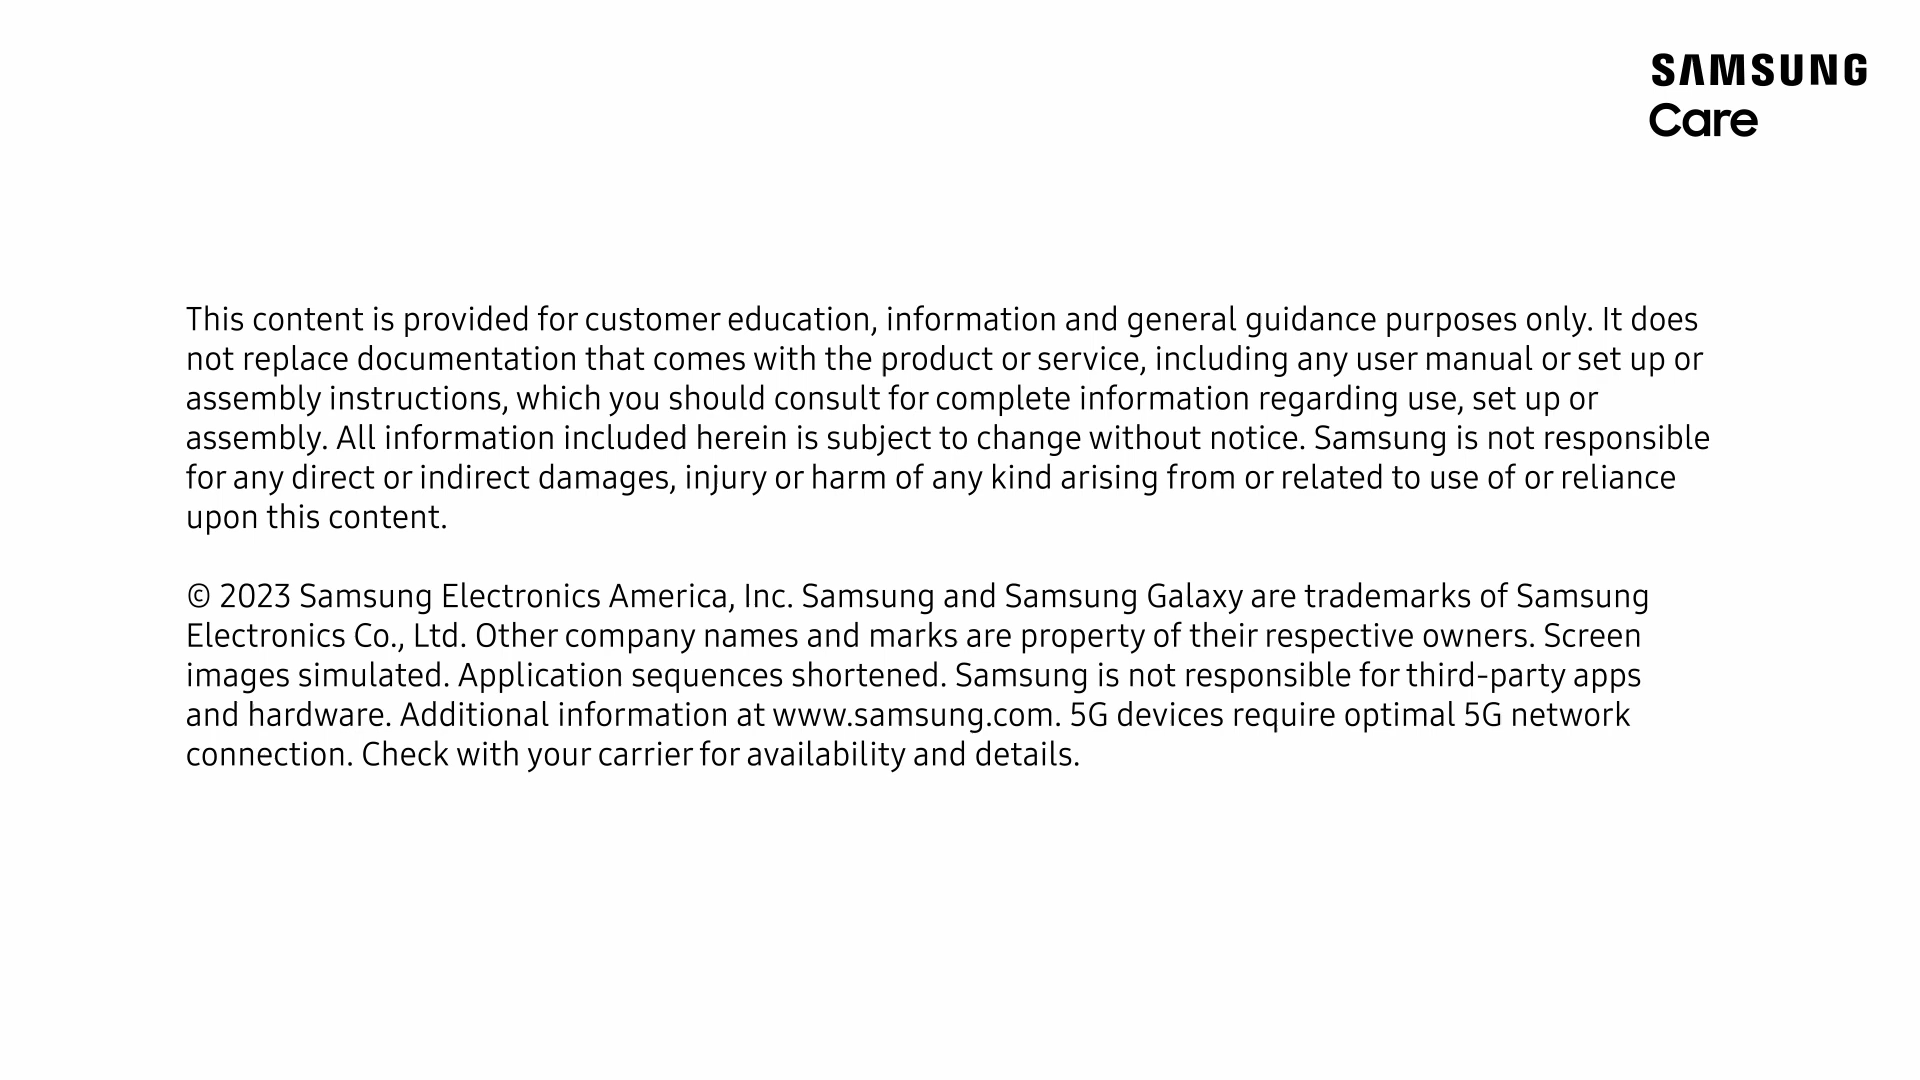 SAMSUNG
Care
This content is provided for customer education, information and general guidance purposes only. It does
not replace documentation that comes with the product or service, including any user manual or set up or
assembly instructions, which you should consult for complete information regarding use, set up or
assembly. All information included herein is subject to change without notice. Samsung is not responsible
for any direct or indirect damages, injury or harm of any kind arising from or related to use of or reliance
upon this content.
© 2023 Samsung Electronics America, Inc. Samsung and Samsung Galaxy are trademarks of Samsung
Electronics Co., Ltd. Other company names and marks are property of their respective owners. Screen
images simulated. Application sequences shortened. Samsung is not responsible for third-party apps
and hardware. Additional information at www.samsung.com. 5G devices require optimal 5G network
connection. Check with your carrier for availability and details.